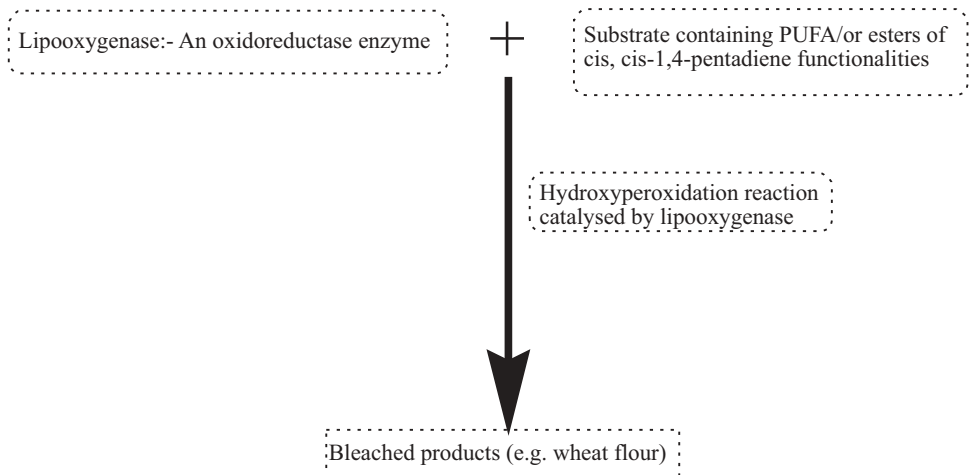 Lipooxygenase:- An oxidoreductase enzyme
+
Substrate containing PUFA/or esters of
cis, cis-1,4-pentadiene functionalities
Hydroxyperoxidation reaction
catalysed by lipooxygenase
Bleached products (e.g. wheat flour)